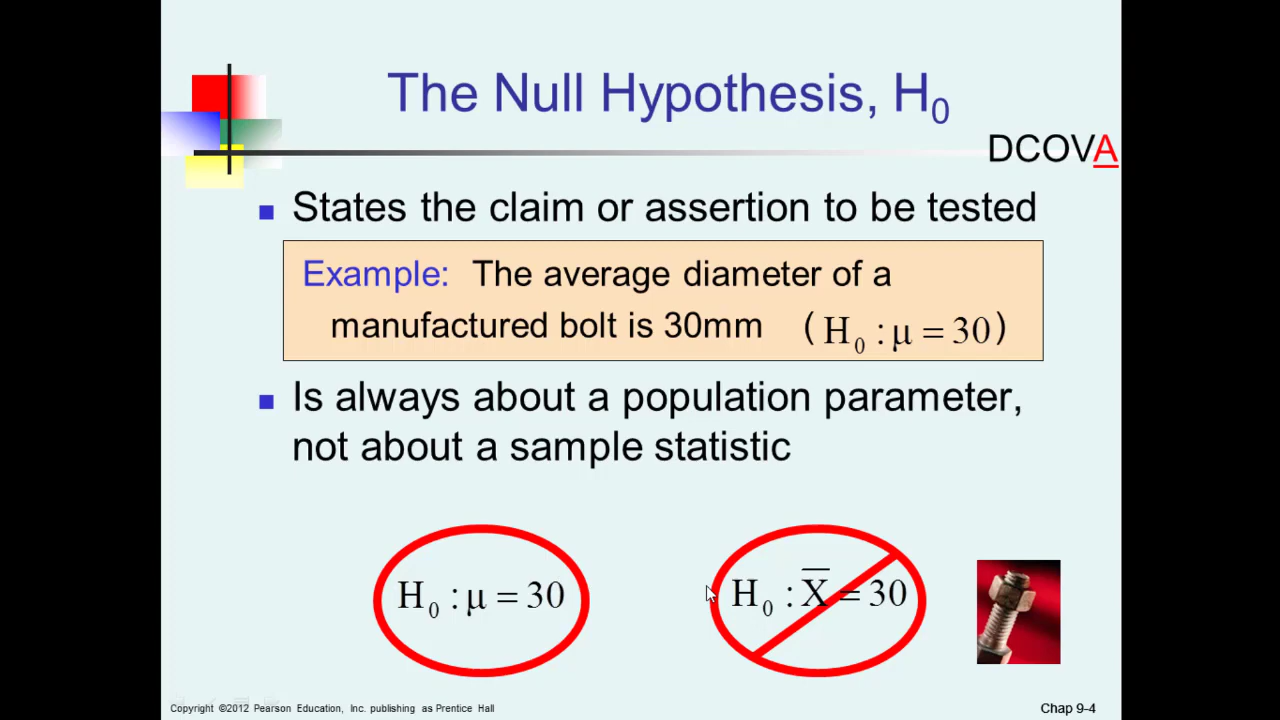 The Null Hypothesis, H₀
DCOVA
States the claim or assertion to be tested
Example: The average diameter of a
manufactured bolt is 30mm (H₀ : μ = 30)
Is always about a population parameter,
not about a sample statistic
H₀ : μ = 30
H₀ : X̅ = 30
Copyright ©2012 Pearson Education, Inc. publishing as Prentice Hall
Chap 9-4